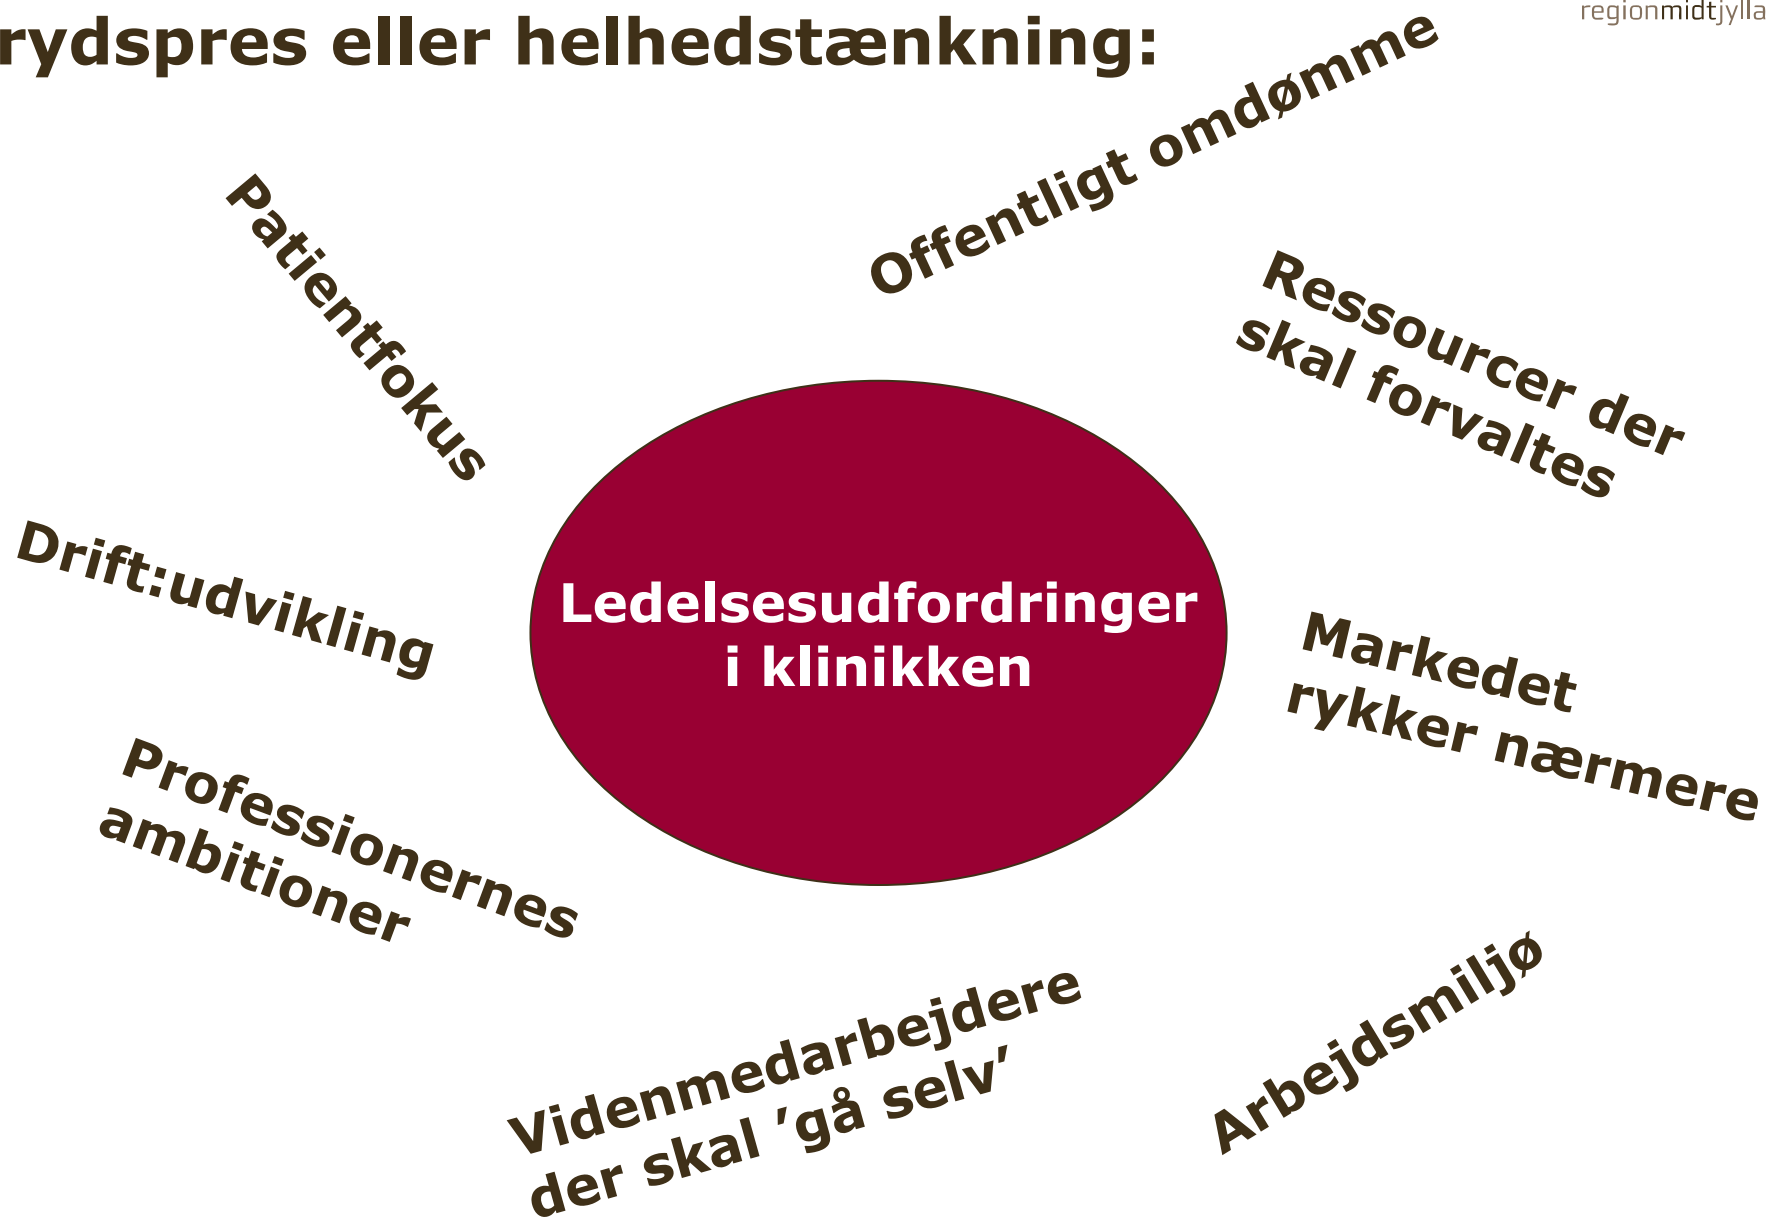 rydspres eller helhedstænkning:
regionmidtjylla
Offentligt omdømme
Patientfokus
Ressourcer der
skal forvaltes
Drift:udvikling
Ledelsesudfordringer
i klinikken
Markedet
rykker nærmere
Professionernes
ambitioner
Videnmedarbejdere
der skal ’gå selv’
Arbejdsmiljø